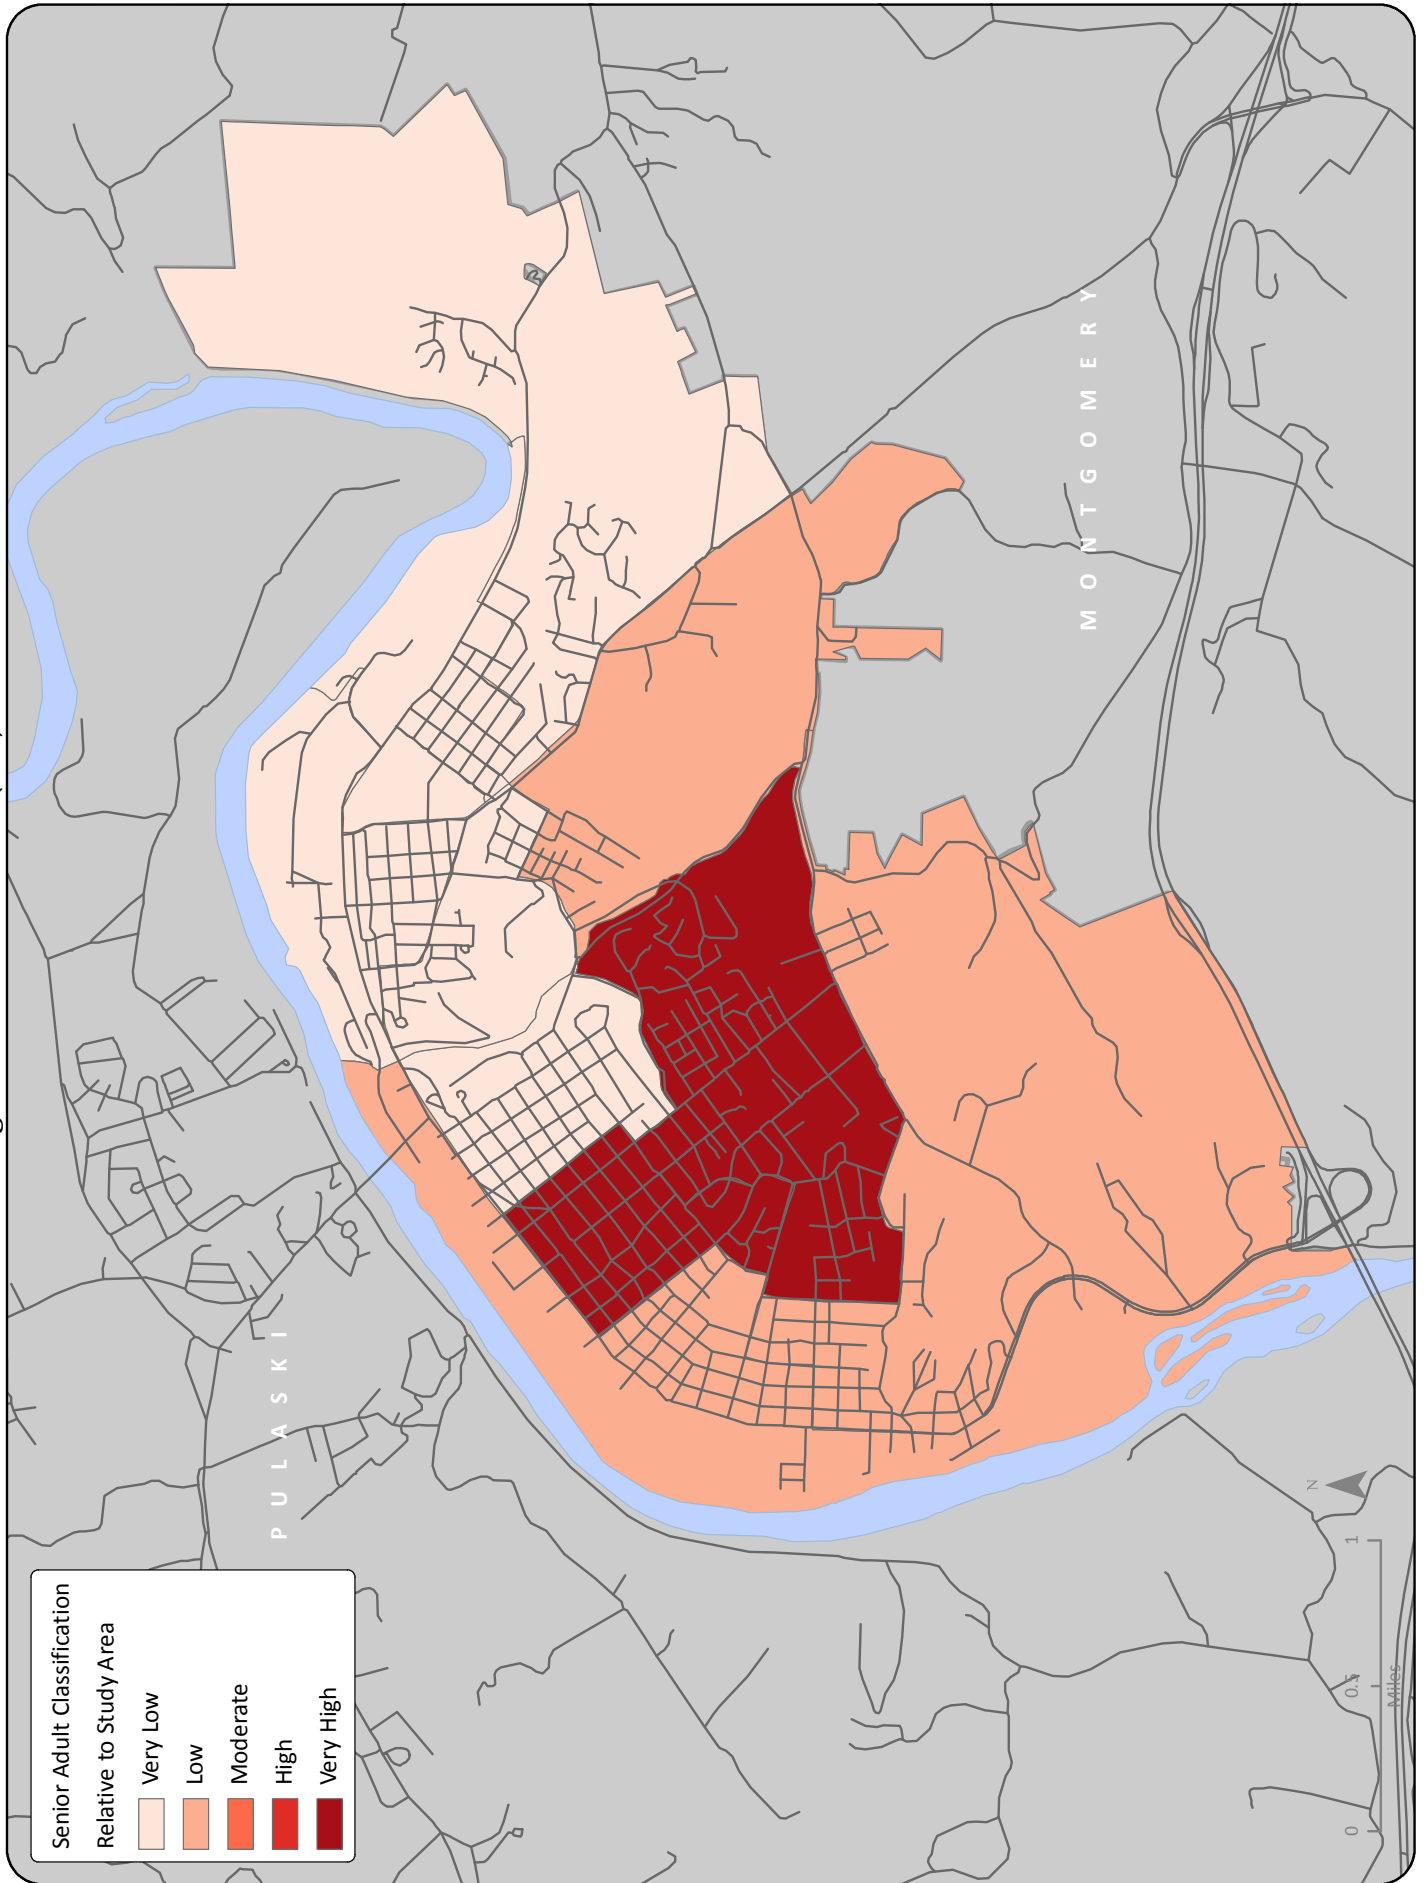 Senior Adult Classification
Relative to Study Area
Very Low
Low
Moderate
High
Very High
PULASKI
MONTGOMERY
N
0 0.5 1
Miles